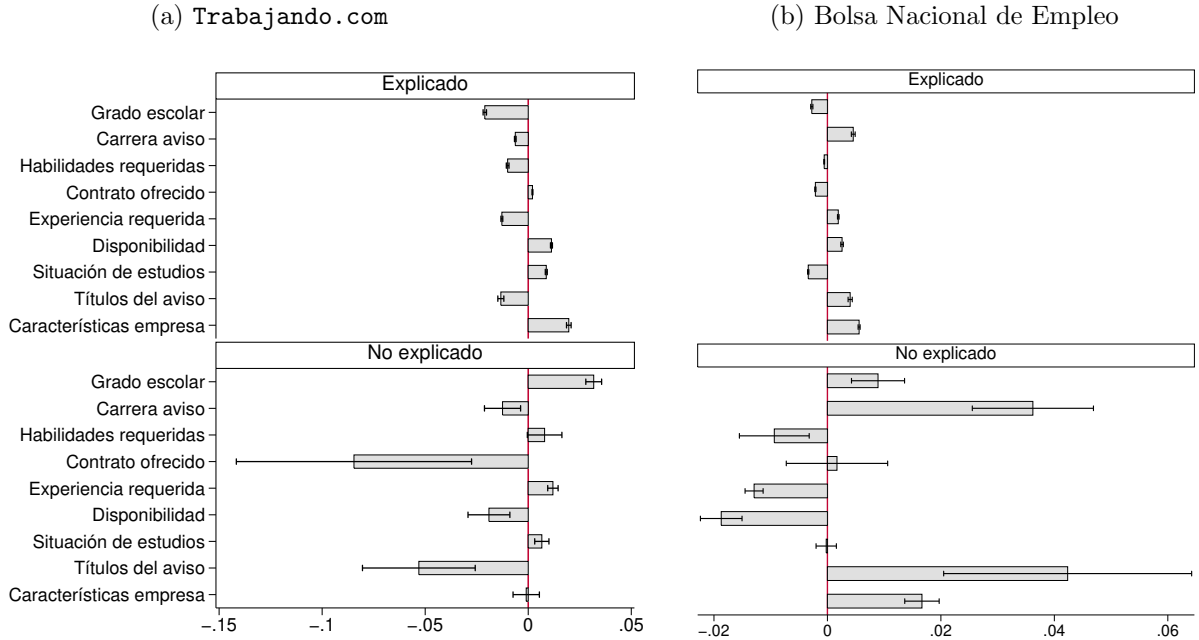 (a) Trabajando.com
(b) Bolsa Nacional de Empleo
Explicado
Grado escolar
Carrera aviso
Habilidades requeridas
Contrato ofrecido
Experiencia requerida
Disponibilidad
Situación de estudios
Títulos del aviso
Características empresa
No explicado
Grado escolar
Carrera aviso
Habilidades requeridas
Contrato ofrecido
Experiencia requerida
Disponibilidad
Situación de estudios
Títulos del aviso
Características empresa
-.15 -.1 -.05 0 .05
Explicado
No explicado
-.02 0 .02 .04 .06